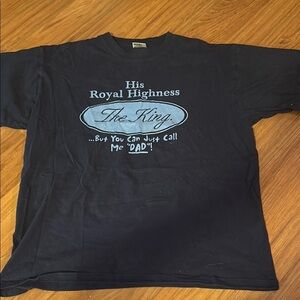 His
Royal Highness
The King.
...But You Can Just Call
Me "DAD"!